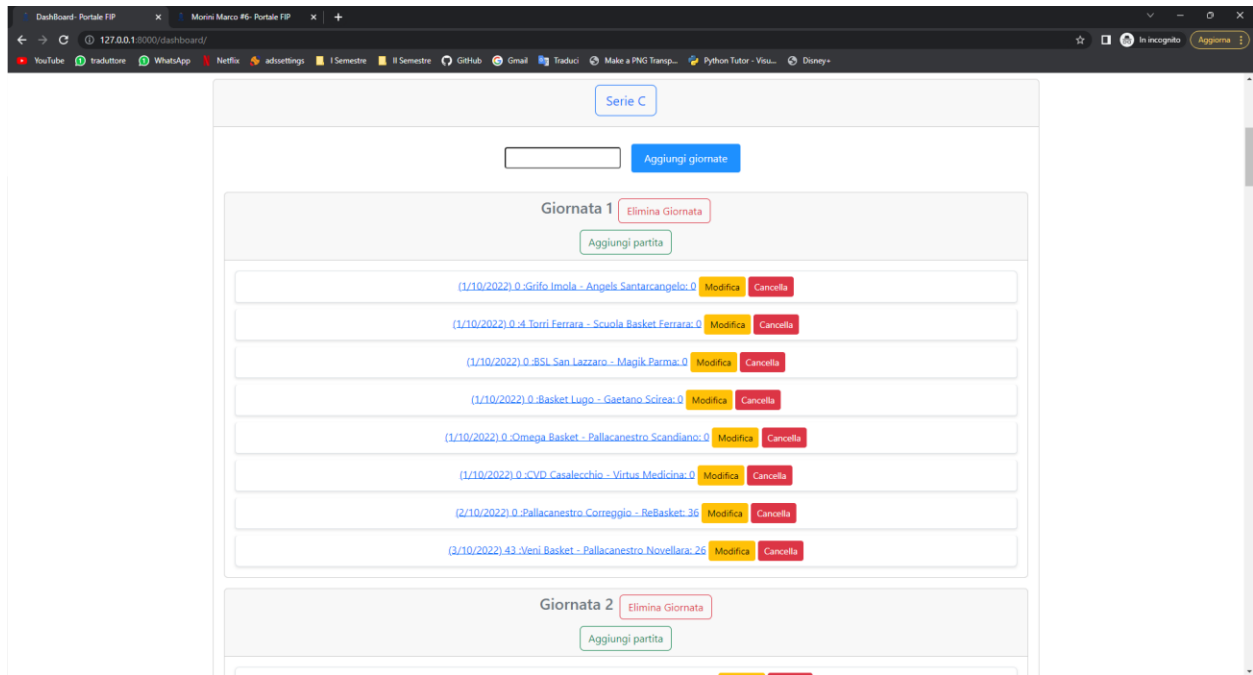 DashBoard- Portale FIP Morini Marco #6- Portale FIP
127.0.0.1:8000/dashboard/ In incognito Aggiorna
YouTube traduttore WhatsApp Netflix adssettings I Semestre II Semestre GitHub Gmail Traduci Make a PNG Transp... Python Tutor - Visu... Disney+
Serie C
Aggiungi giornate
Giornata 1 Elimina Giornata
Aggiungi partita
(1/10/2022) 0 :Grifo Imola - Angels Santarcangelo: 0 Modifica Cancella
(1/10/2022) 0 :4 Torri Ferrara - Scuola Basket Ferrara: 0 Modifica Cancella
(1/10/2022) 0 :BSL San Lazzaro - Magik Parma: 0 Modifica Cancella
(1/10/2022) 0 :Basket Lugo - Gaetano Scirea: 0 Modifica Cancella
(1/10/2022) 0 :Omega Basket - Pallacanestro Scandiano: 0 Modifica Cancella
(1/10/2022) 0 :CVD Casalecchio - Virtus Medicina: 0 Modifica Cancella
(2/10/2022) 0 :Pallacanestro Correggio - ReBasket: 36 Modifica Cancella
(3/10/2022) 43 :Veni Basket - Pallacanestro Novellara: 26 Modifica Cancella
Giornata 2 Elimina Giornata
Aggiungi partita